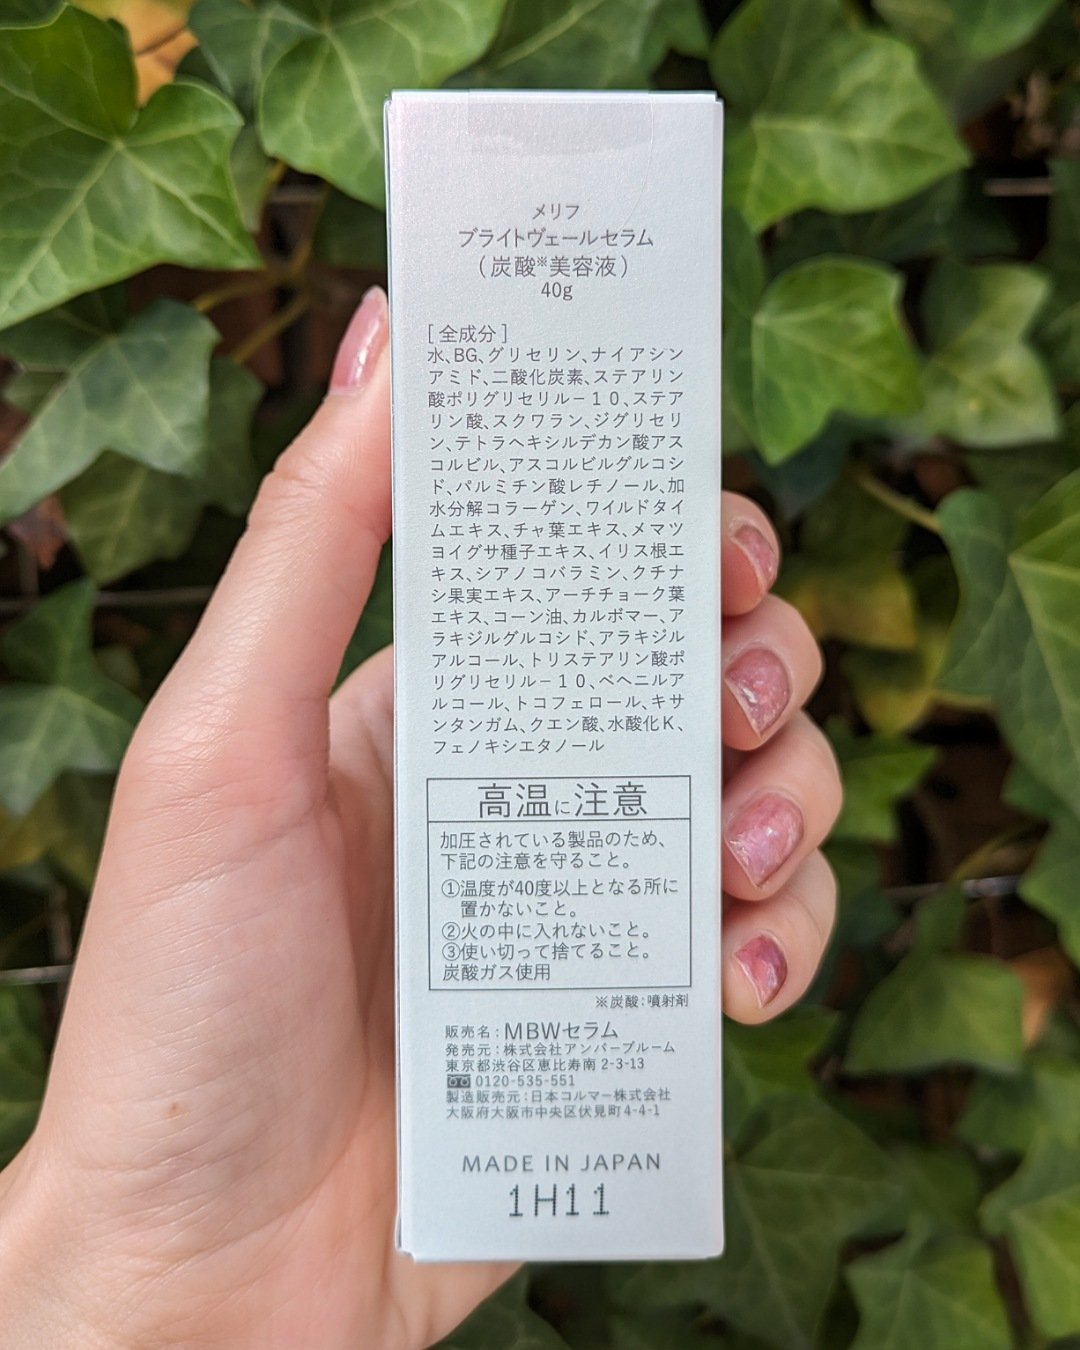 メリフ
ブライトヴェールセラム
（炭酸※美容液）
40g
[ 全成分 ]
水、BG、グリセリン、ナイアシン
アミド、二酸化炭素、ステアリン
酸ポリグリセリル－１０、ステア
リン酸、スクワラン、ジグリセリ
ン、テトラヘキシルデカン酸アス
コルビル、アスコルビルグルコシ
ド、パルミチン酸レチノール、加
水分解コラーゲン、ワイルドタイ
ムエキス、チャ葉エキス、メマツ
ヨイグサ種子エキス、イリス根エ
キス、シアノコバラミン、クチナ
シ果実エキス、アーチチョーク葉
エキス、コーン油、カルボマー、ア
ラキジルグルコシド、アラキジル
アルコール、トリステアリン酸ポ
リグリセリル－１０、ベヘニルア
ルコール、トコフェロール、キサ
ンタンガム、クエン酸、水酸化Ｋ、
フェノキシエタノール
高温に注意
加圧されている製品のため、
下記の注意を守ること。
①温度が40度以上となる所に
置かないこと。
②火の中に入れないこと。
③使い切って捨てること。
炭酸ガス使用
※炭酸：噴射剤
販売名：MBWセラム
発売元：株式会社アンバーブルーム
東京都渋谷区恵比寿南 2-3-13
0120-535-551
製造販売元：日本コルマー株式会社
大阪府大阪市中央区伏見町4-4-1
MADE IN JAPAN
1H11